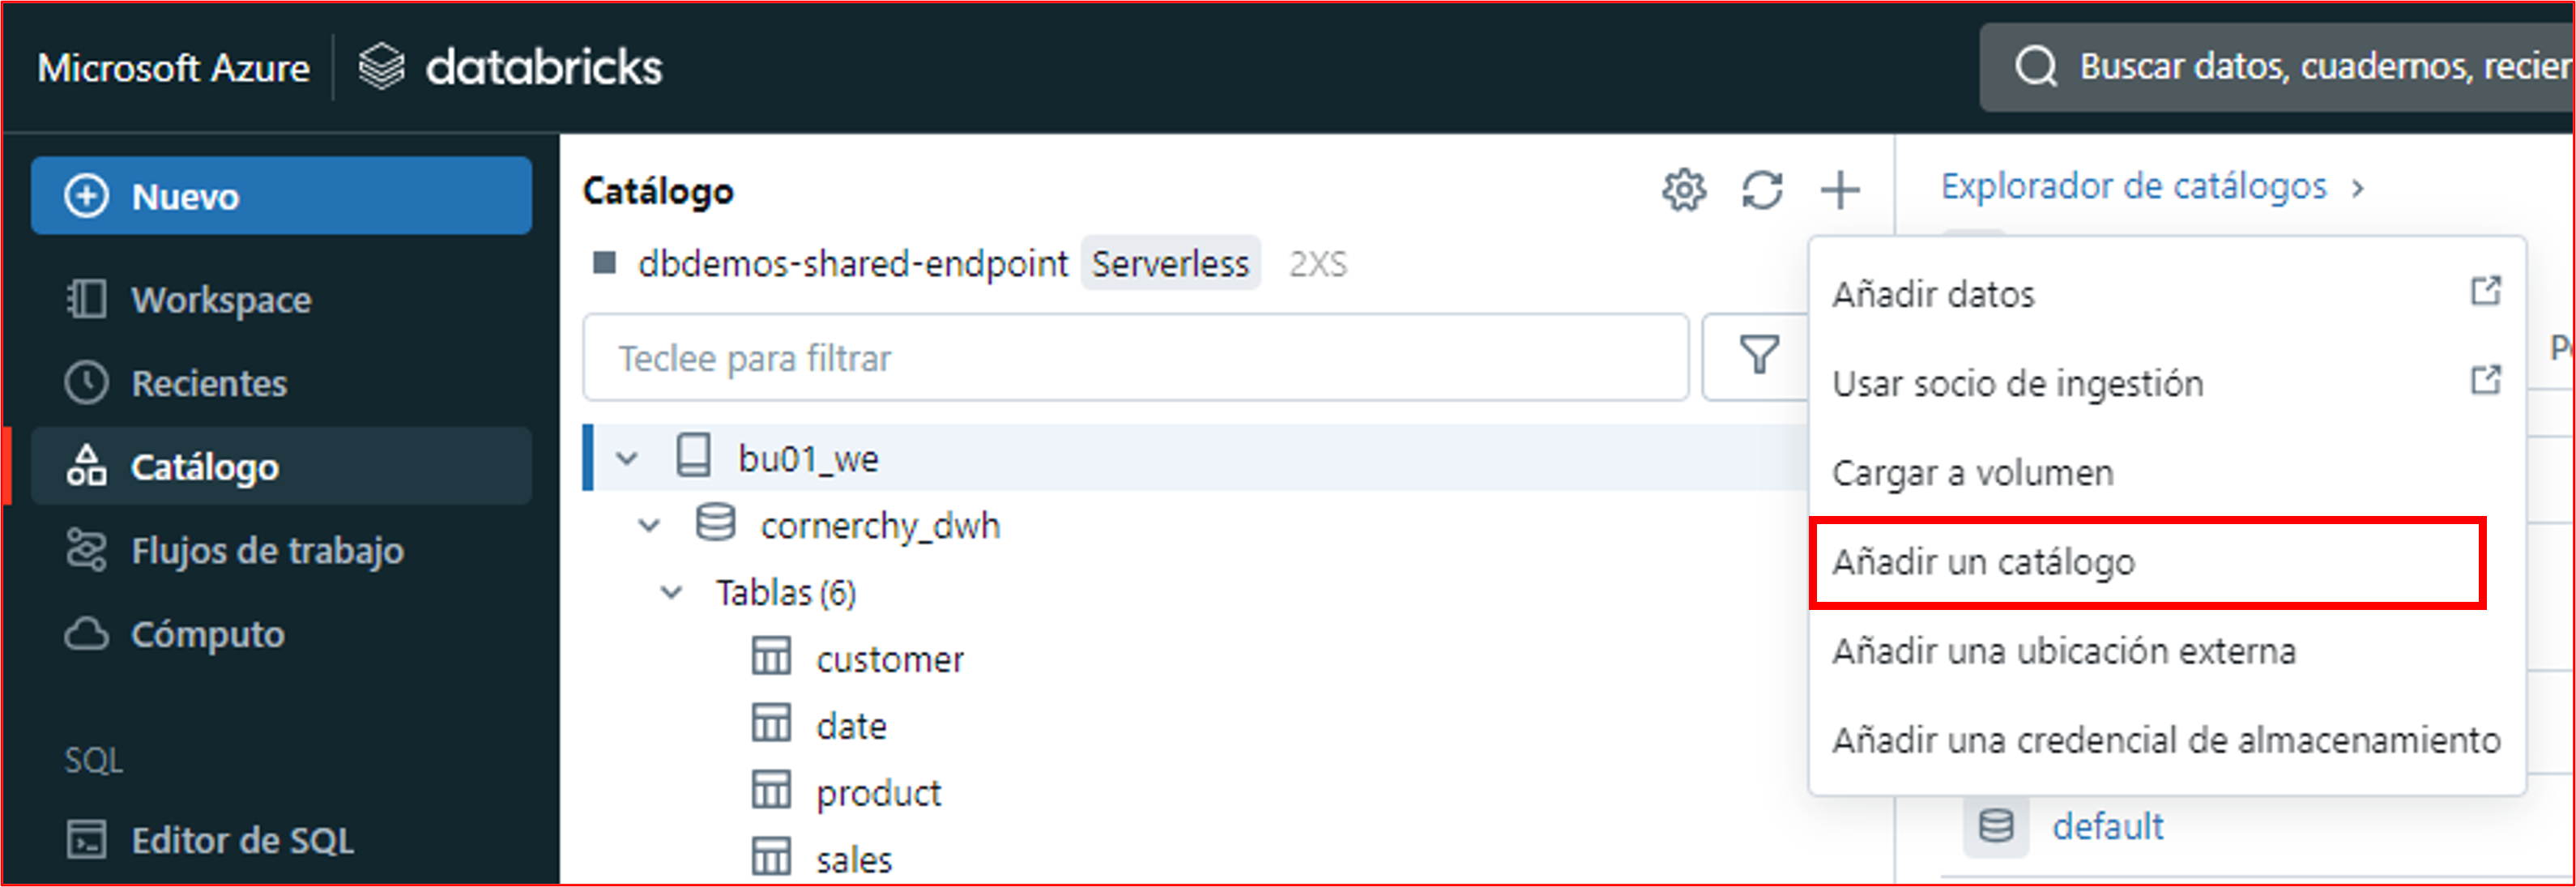 Microsoft Azure databricks
Buscar datos, cuadernos,
Nuevo
Workspace
Recientes
Catálogo
Flujos de trabajo
Cómputo
SQL
Editor de SQL
Catálogo
dbdemos-shared-endpoint Serverless 2XS
Teclee para filtrar
bu01_we
cornerchy_dwh
Tablas (6)
customer
date
product
sales
Explorador de catálogos >
Añadir datos
Usar socio de ingestión
Cargar a volumen
Añadir un catálogo
Añadir una ubicación externa
Añadir una credencial de almacenamiento
default